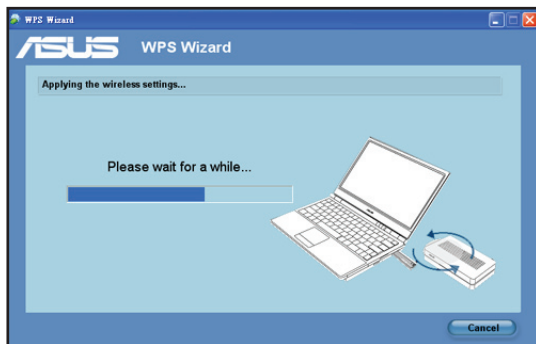 WPS Wizard
ASUS WPS Wizard
Applying the wireless settings...
Please wait for a while...
Cancel